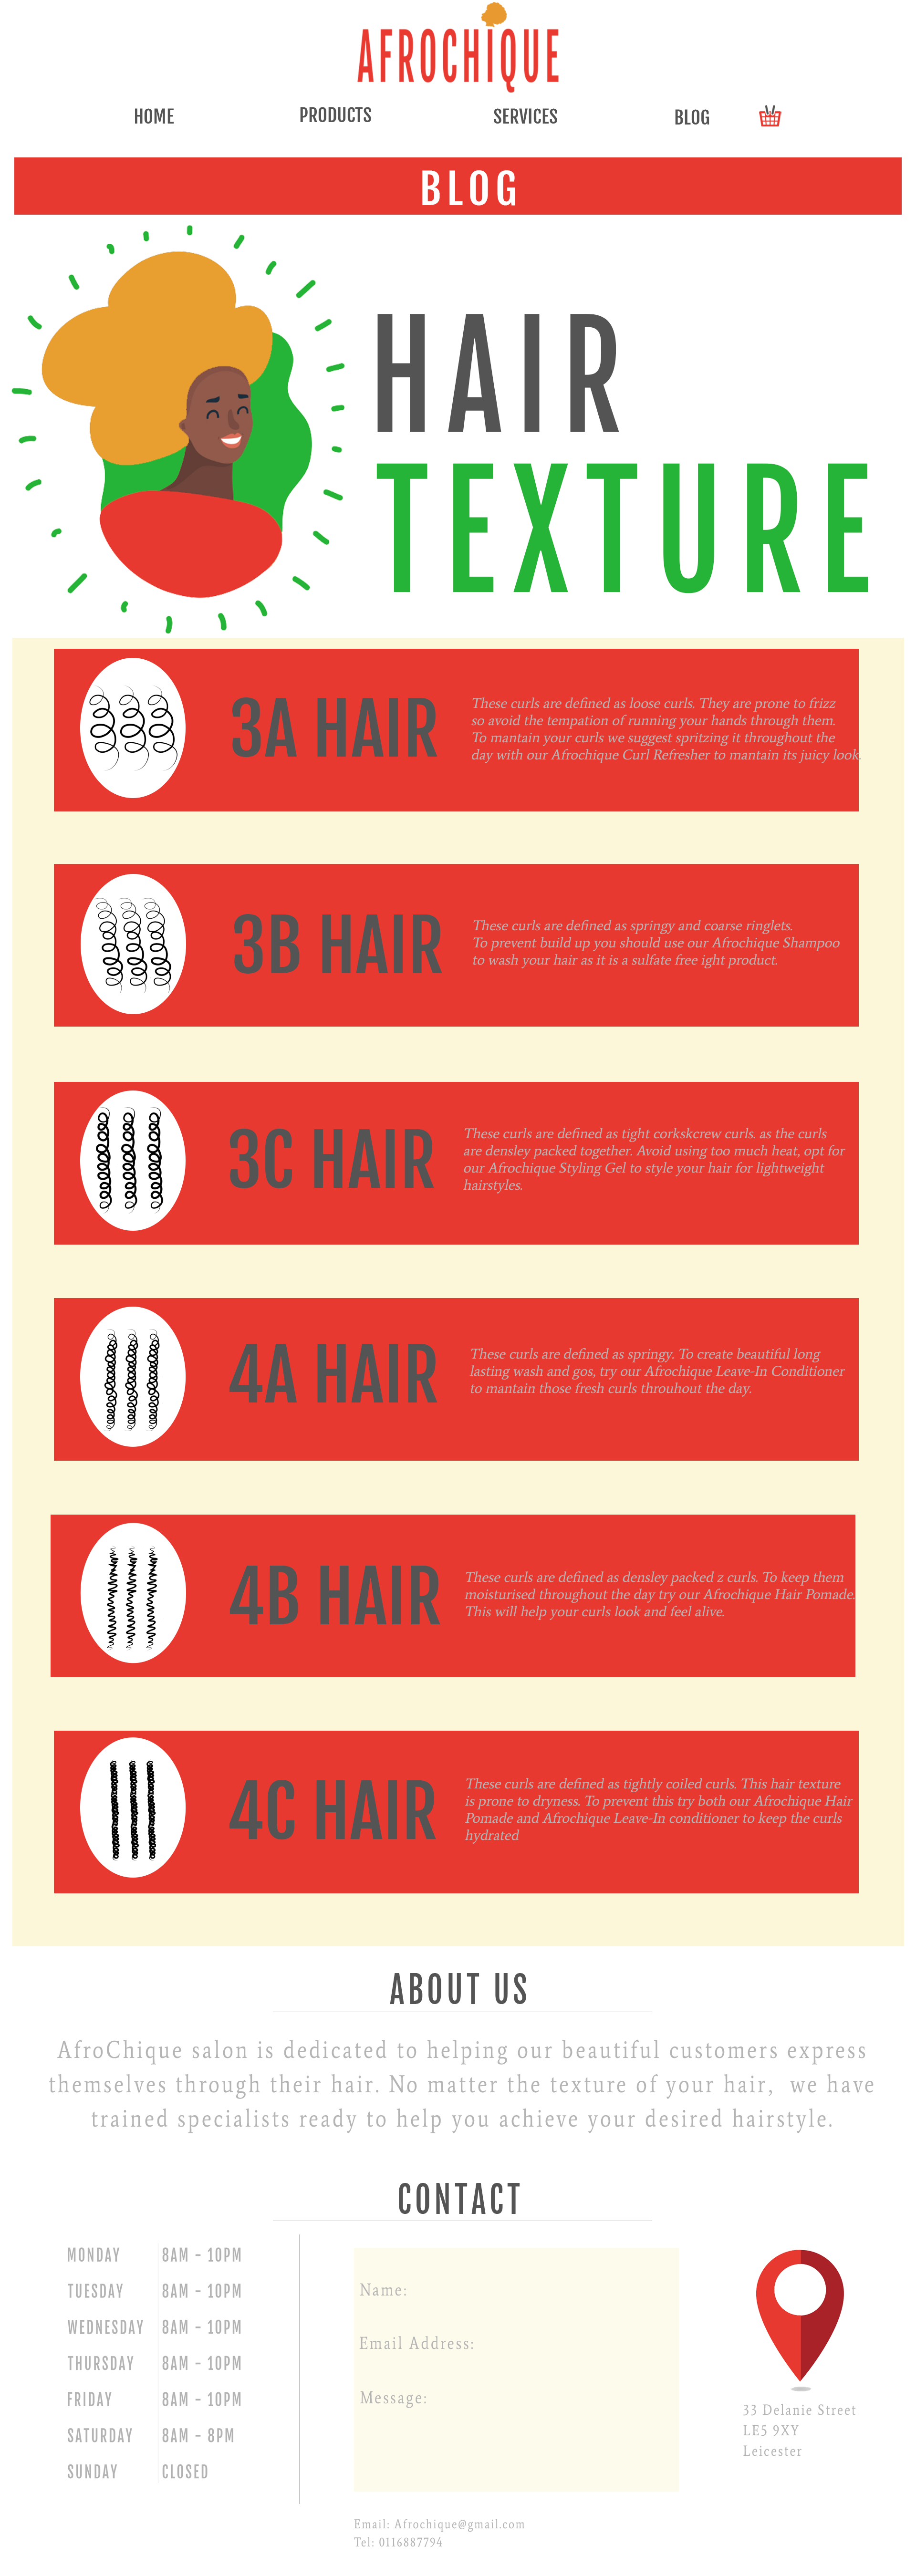 AFROCHIQUE
HOME
PRODUCTS
SERVICES
BLOG
BLOG
HAIR
TEXTURE
3A HAIR
These curls are defined as loose curls. They are prone to frizz
so avoid the tempation of running your hands through them.
To mantain your curls we suggest spritzing it throughout the
day with our Afrochique Curl Refresher to mantain its juicy look
3B HAIR
These curls are defined as springy and coarse ringlets.
To prevent build up you should use our Afrochique Shampoo
to wash your hair as it is a sulfate free ight product.
3C HAIR
These curls are defined as tight corkskcrew curls. as the curls
are densley packed together. Avoid using too much heat, opt for
our Afrochique Styling Gel to style your hair for lightweight
hairstyles.
4A HAIR
These curls are defined as springy. To create beautiful long
lasting wash and gos, try our Afrochique Leave-In Conditioner
to mantain those fresh curls throuhout the day.
4B HAIR
These curls are defined as densley packed z curls. To keep them
moisturised throughout the day try our Afrochique Hair Pomade.
This will help your curls look and feel alive.
4C HAIR
These curls are defined as tightly coiled curls. This hair texture
is prone to dryness. To prevent this try both our Afrochique Hair
Pomade and Afrochique Leave-In conditioner to keep the curls
hydrated
ABOUT US
AfroChique salon is dedicated to helping our beautiful customers express
themselves through their hair. No matter the texture of your hair, we have
trained specialists ready to help you achieve your desired hairstyle.
CONTACT
MONDAY 8AM - 10PM
TUESDAY 8AM - 10PM
WEDNESDAY 8AM - 10PM
THURSDAY 8AM - 10PM
FRIDAY 8AM - 10PM
SATURDAY 8AM - 8PM
SUNDAY CLOSED
Name:
Email Address:
Message:
Email: Afrochique@gmail.com
Tel: 0116887794
33 Delanie Street
LE5 9XY
Leicester